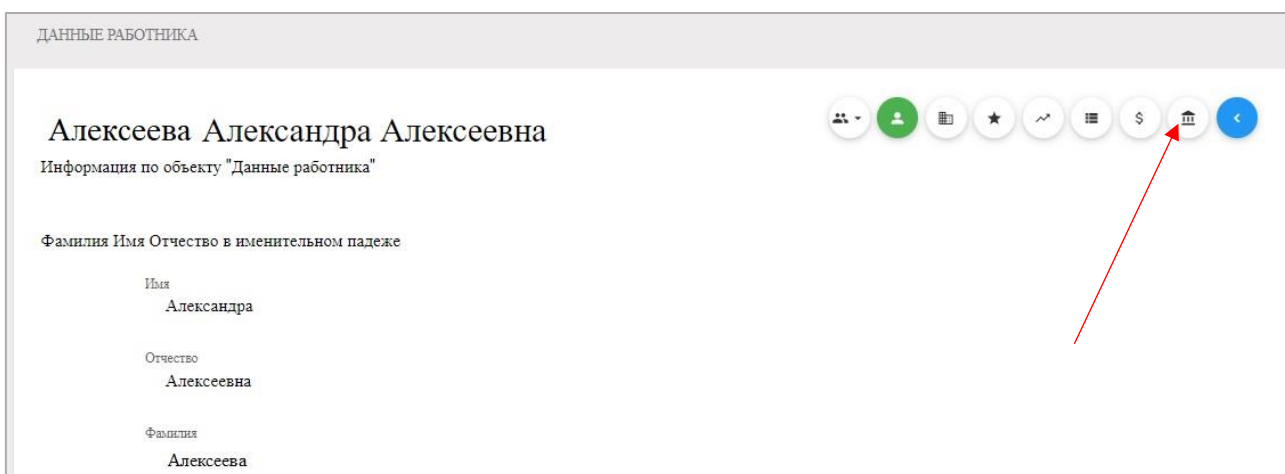 ДАННЫЕ РАБОТНИКА
Алексеева Александра Алексеевна
Информация по объекту "Данные работника"
Фамилия Имя Отчество в именительном падеже
Имя
Александра
Отчество
Алексеевна
Фамилия
Алексеева